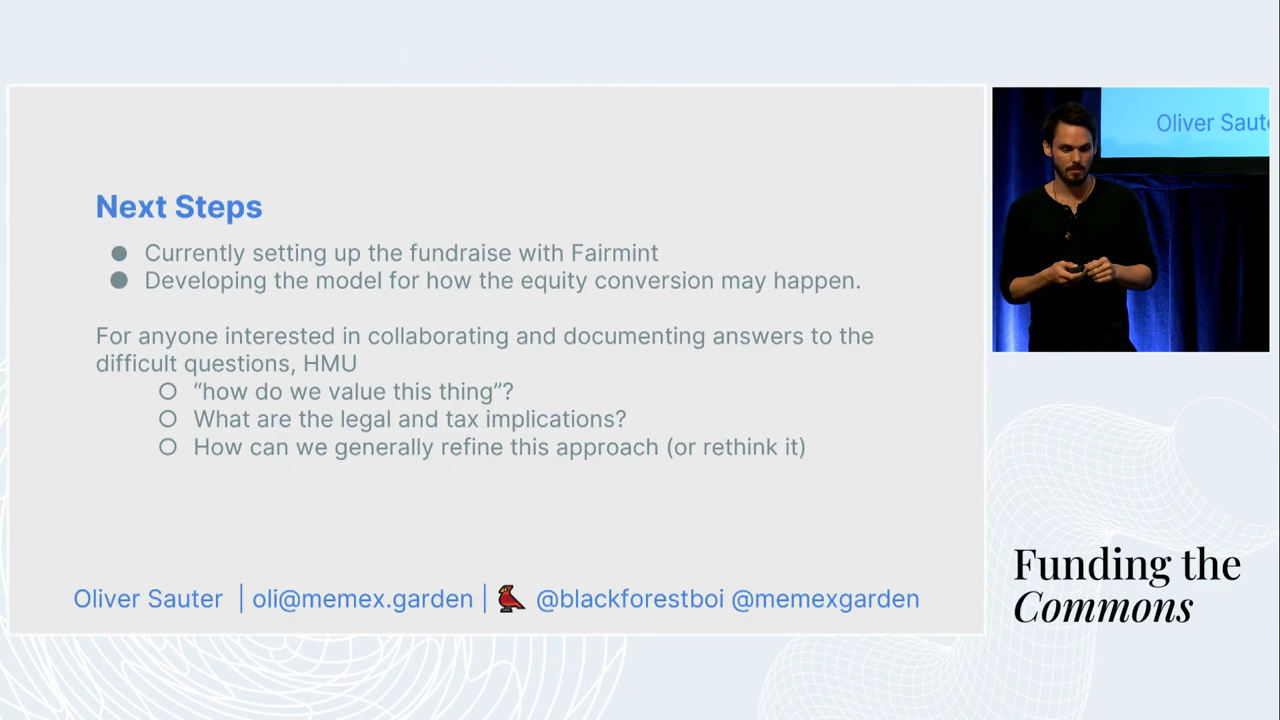 Next Steps
● Currently setting up the fundraise with Fairmint
● Developing the model for how the equity conversion may happen.
For anyone interested in collaborating and documenting answers to the
difficult questions, HMU
○ “how do we value this thing”?
○ What are the legal and tax implications?
○ How can we generally refine this approach (or rethink it)
Oliver Sauter | oli@memex.garden | @blackforestboi @memexgarden
Oliver Saute
Funding the
Commons